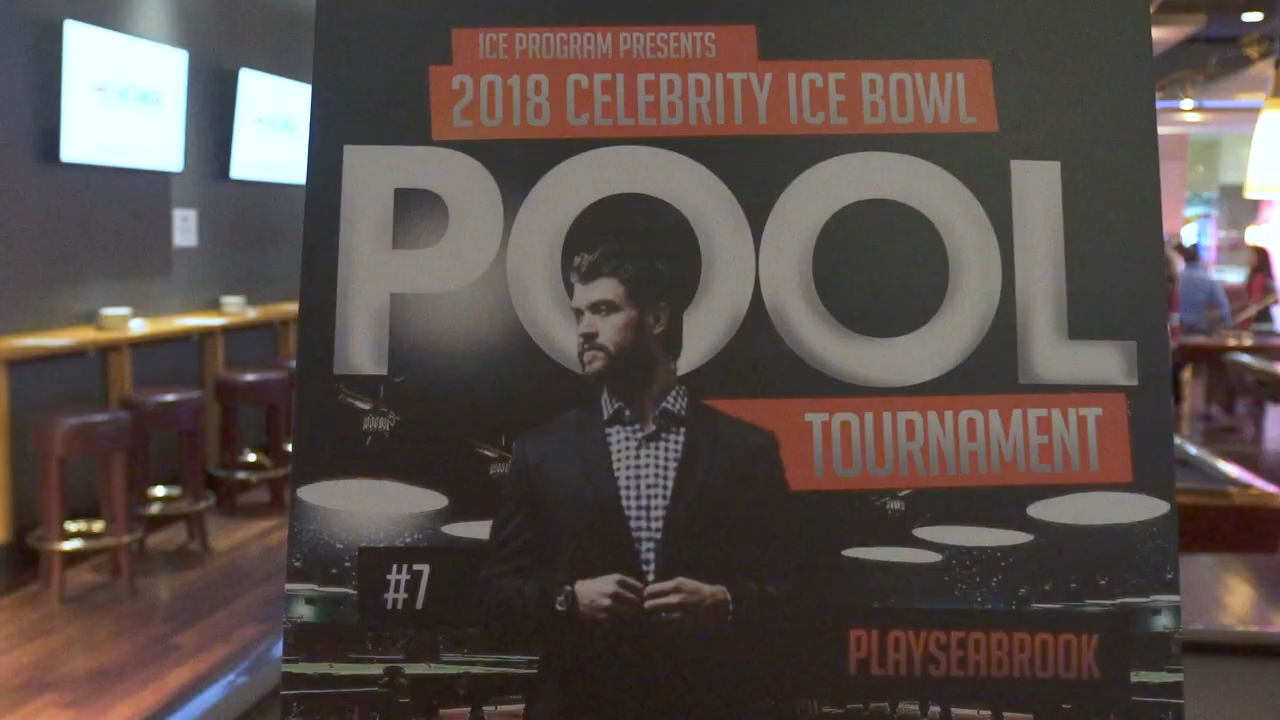 ICE PROGRAM PRESENTS
2018 CELEBRITY ICE BOWL
POOL
TOURNAMENT
#7
PLAYSEABROOK